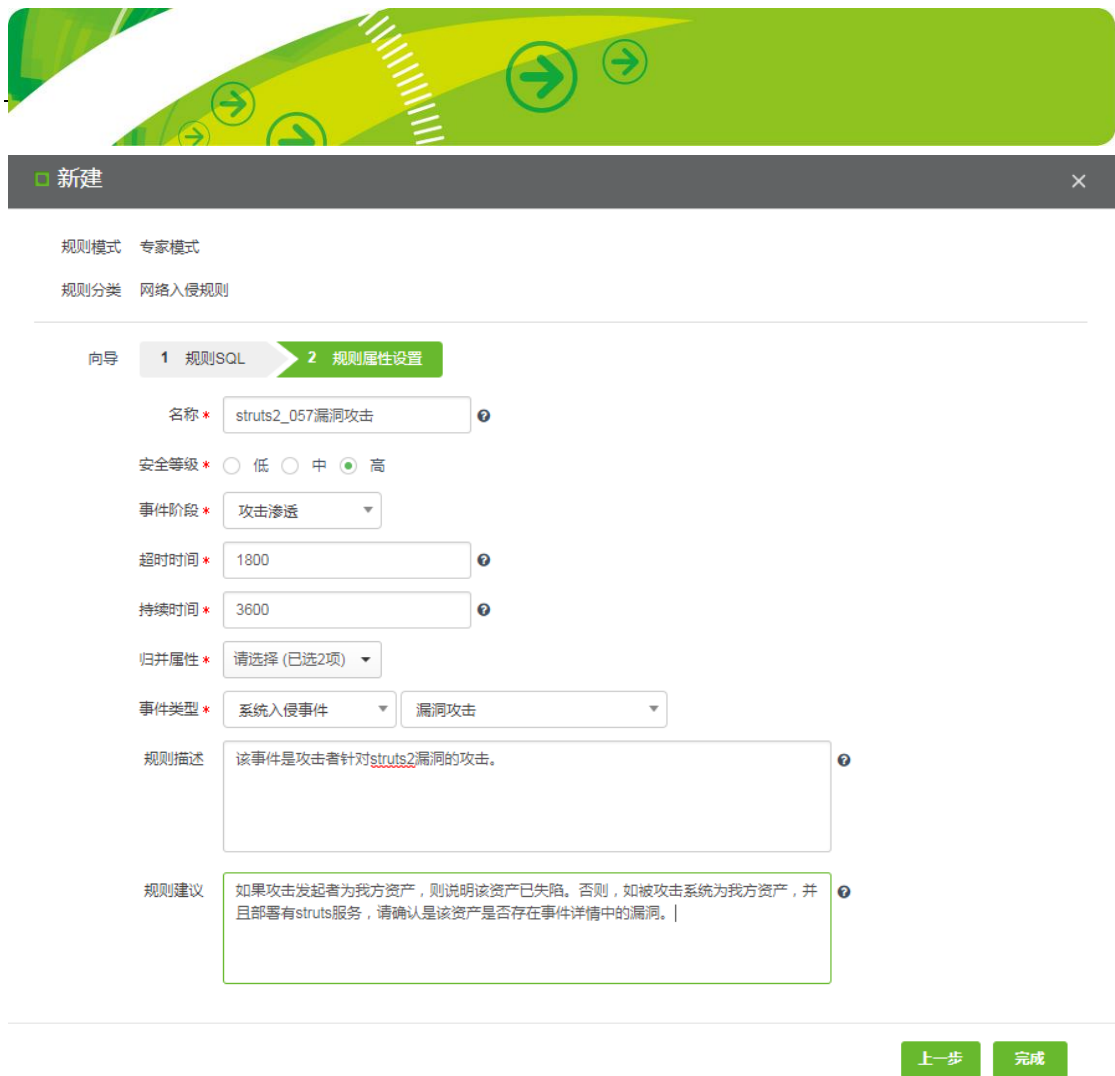 新建
×
规则模式 专家模式
规则分类 网络入侵规则
向导 1 规则SQL 2 规则属性设置
名称* struts2_057漏洞攻击
安全等级* 低 中 高
事件阶段* 攻击渗透
超时时间* 1800
持续时间* 3600
归并属性* 请选择 (已选2项)
事件类型* 系统入侵事件 漏洞攻击
规则描述 该事件是攻击者针对struts2漏洞的攻击。
规则建议 如果攻击发起者为我方资产，则说明该资产已失陷。否则，如被攻击系统为我方资产，并
且部署有struts服务，请确认是该资产是否存在事件详情中的漏洞。
上一步 完成